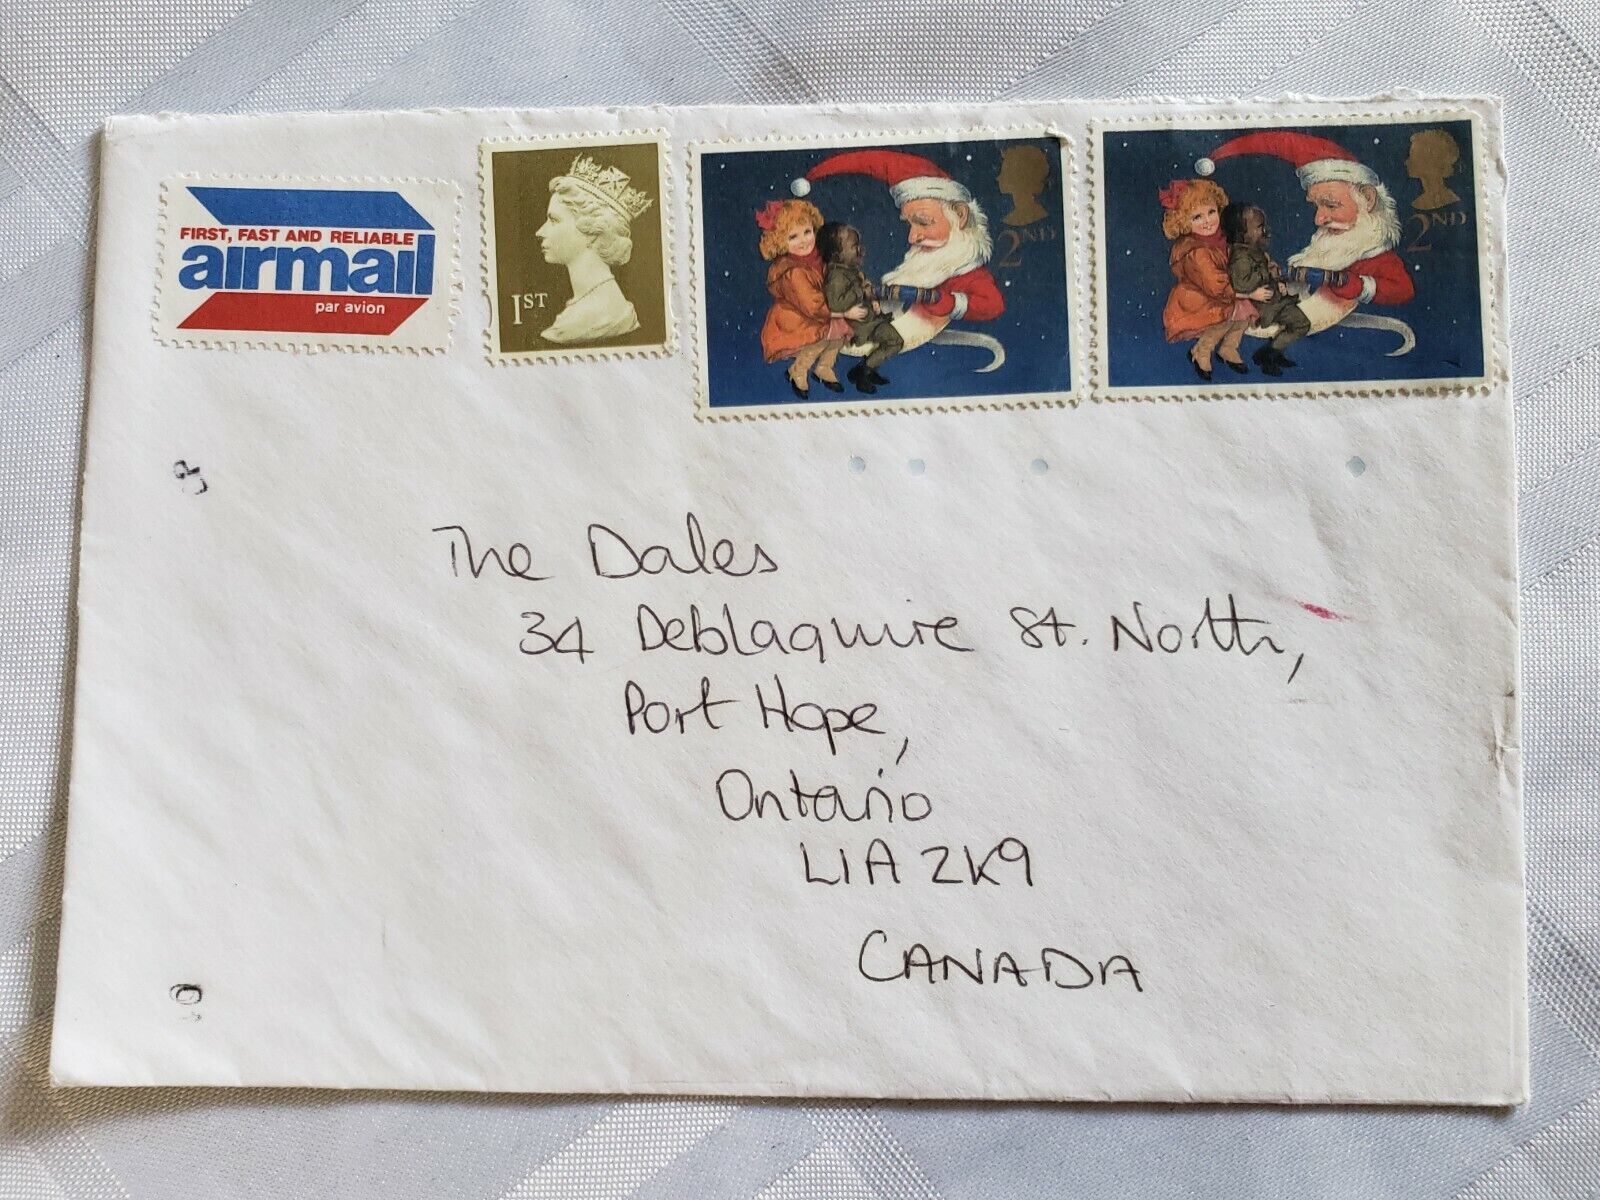 FIRST, FAST AND RELIABLE
airmail
par avion
1ST
2ND
2ND
The Dales
34 Deblaquire St. North,
Port Hope,
Ontario
L1A 2K9
CANADA